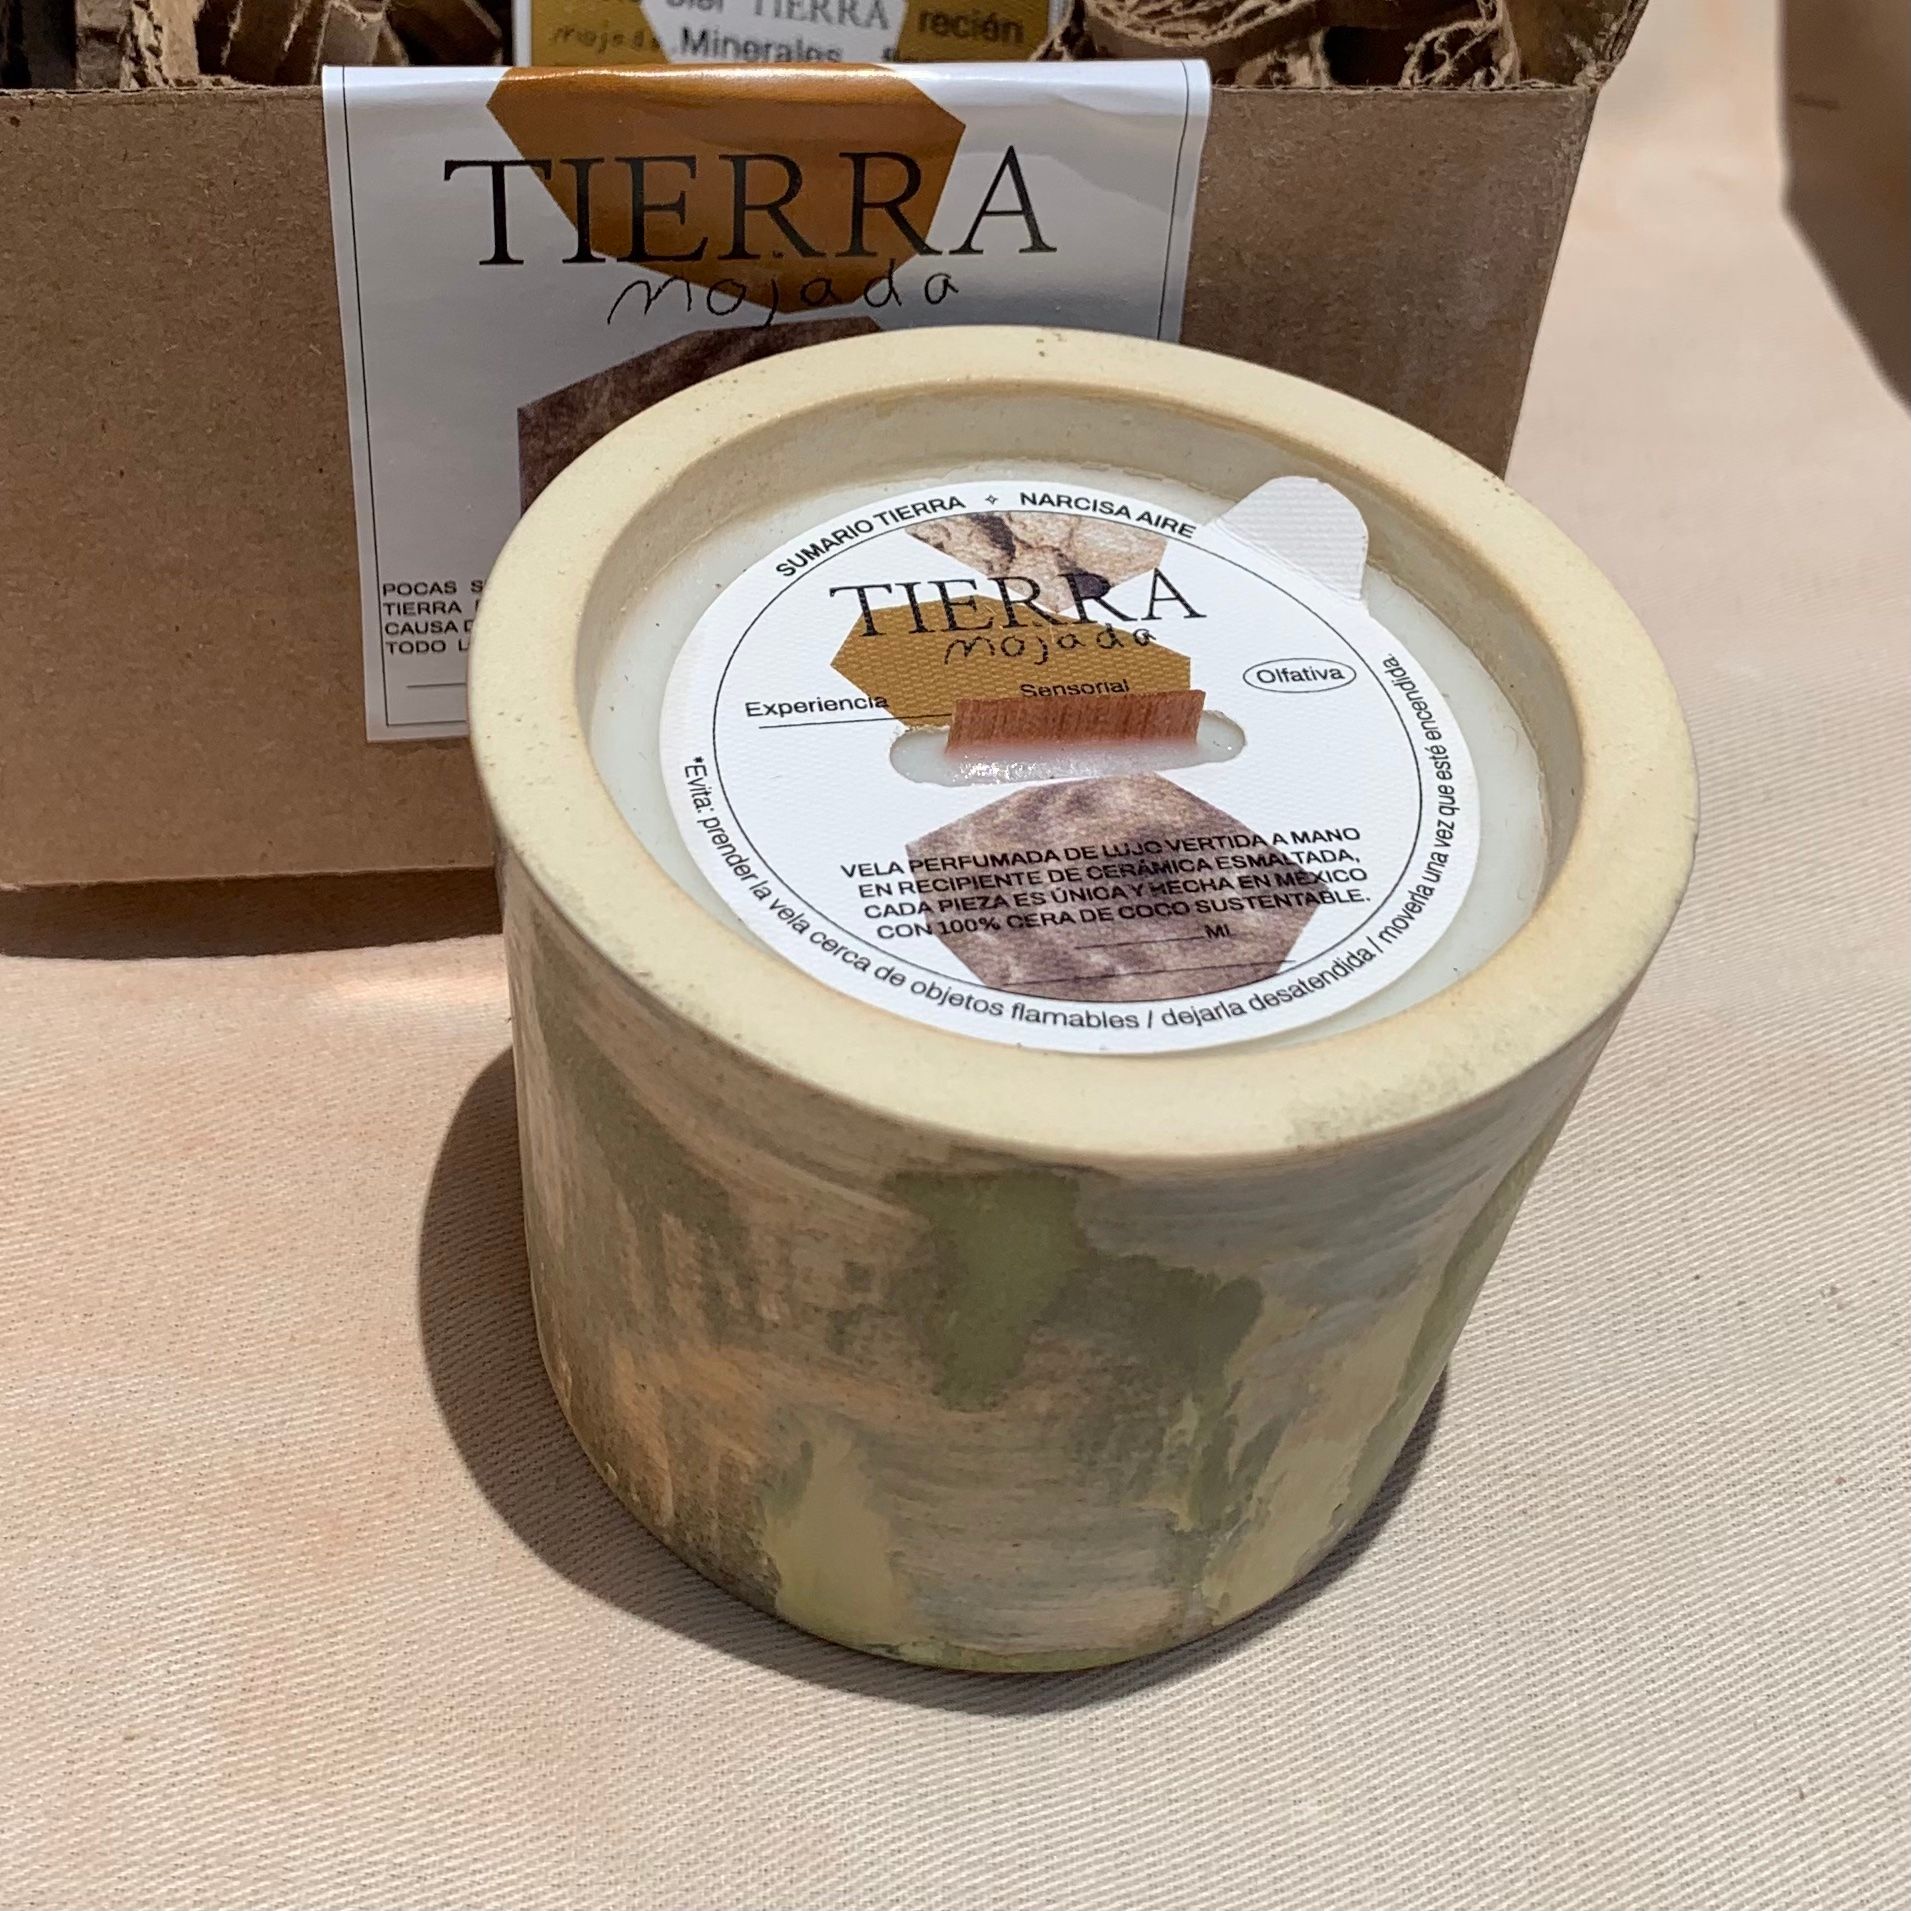 TIERRA recién
mojada Minerales
TIERRA
mojada
POCAS
TIERRA
CAUSA
TODO
SUMARIO TIERRA ✧ NARCISA AIRE
TIERRA
mojada
Experiencia Sensorial Olfativa
VELA PERFUMADA DE LUJO VERTIDA A MANO
EN RECIPIENTE DE CERÁMICA ESMALTADA,
CADA PIEZA ES ÚNICA Y HECHA EN MÉXICO
CON 100% CERA DE COCO SUSTENTABLE.
ML
*Evita: prender la vela cerca de objetos flamables / dejarla desatendida / moverla una vez que esté encendida.